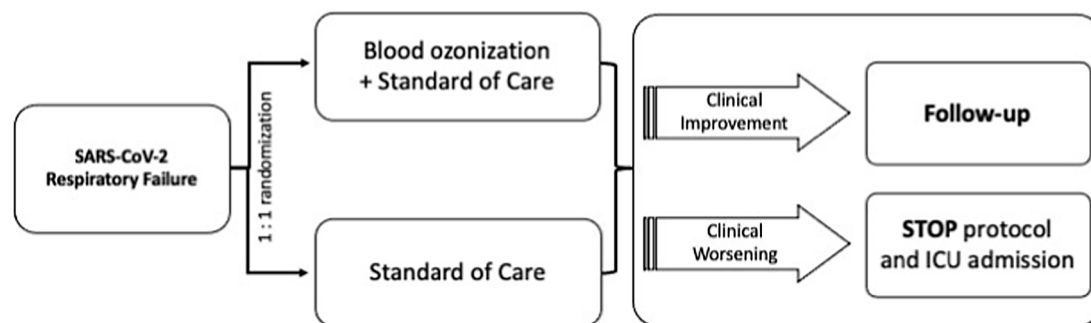 Blood ozonization
+ Standard of Care
SARS-CoV-2
Respiratory Failure
1 : 1 randomization
Standard of Care
Clinical
Improvement
Follow-up
Clinical
Worsening
STOP protocol
and ICU admission